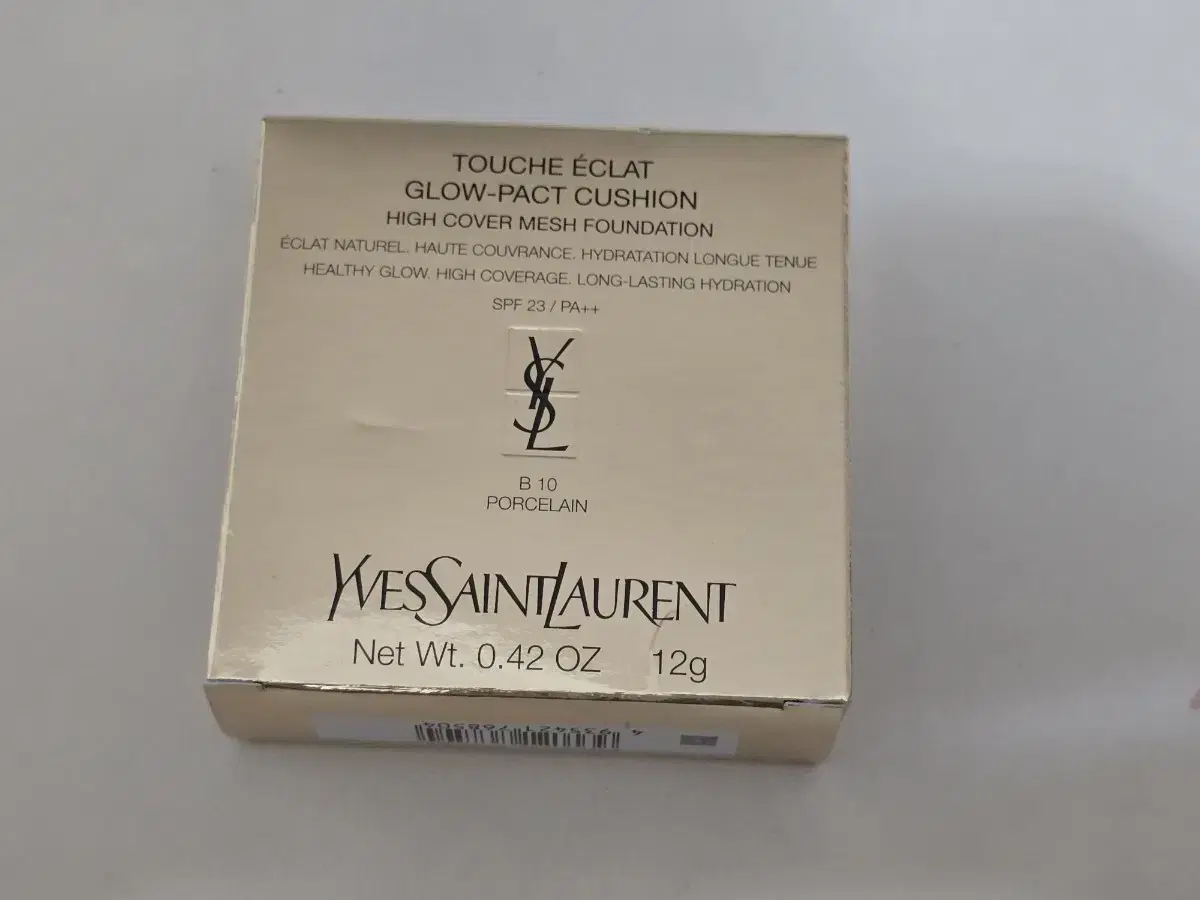 TOUCHE ÉCLAT
GLOW-PACT CUSHION
HIGH COVER MESH FOUNDATION
ÉCLAT NATUREL. HAUTE COUVRANCE. HYDRATATION LONGUE TENUE
HEALTHY GLOW. HIGH COVERAGE. LONG-LASTING HYDRATION
SPF 23 / PA++
YSL
B 10
PORCELAIN
YVESSAINTLAURENT
Net Wt. 0.42 OZ 12g